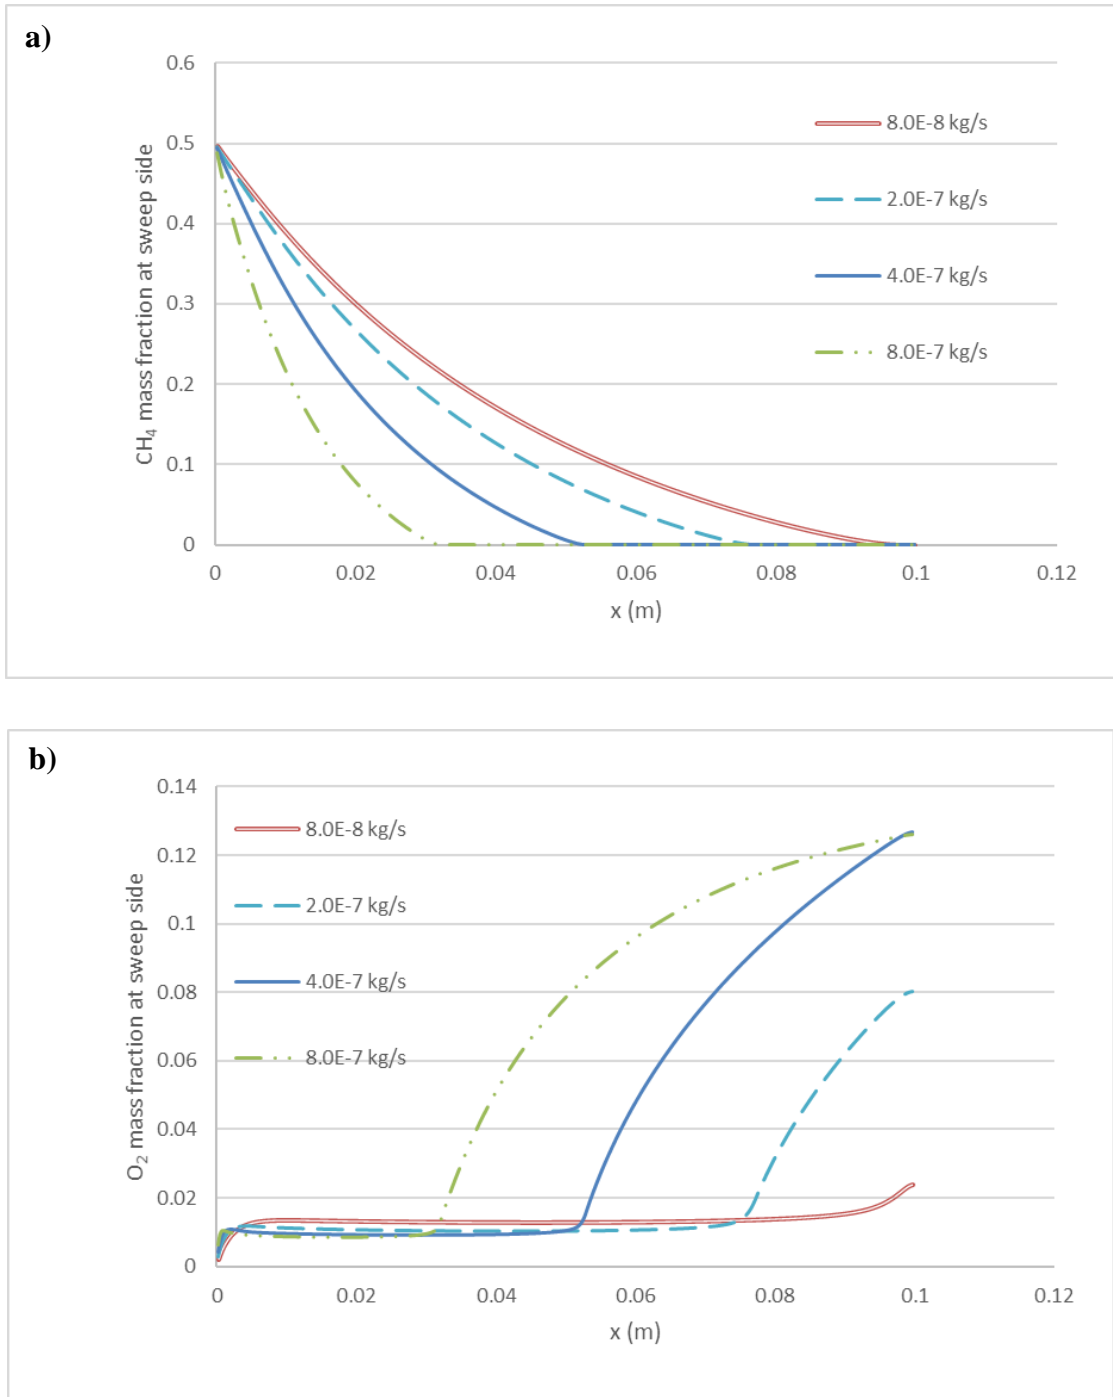 a)
0.6
0.5
0.4
0.3
0.2
0.1
0
CH₄ mass fraction at sweep side
8.0E-8 kg/s
2.0E-7 kg/s
4.0E-7 kg/s
8.0E-7 kg/s
0 0.02 0.04 0.06 0.08 0.1 0.12
x (m)
b)
0.14
0.12
0.1
0.08
0.06
0.04
0.02
0
O₂ mass fraction at sweep side
8.0E-8 kg/s
2.0E-7 kg/s
4.0E-7 kg/s
8.0E-7 kg/s
0 0.02 0.04 0.06 0.08 0.1 0.12
x (m)